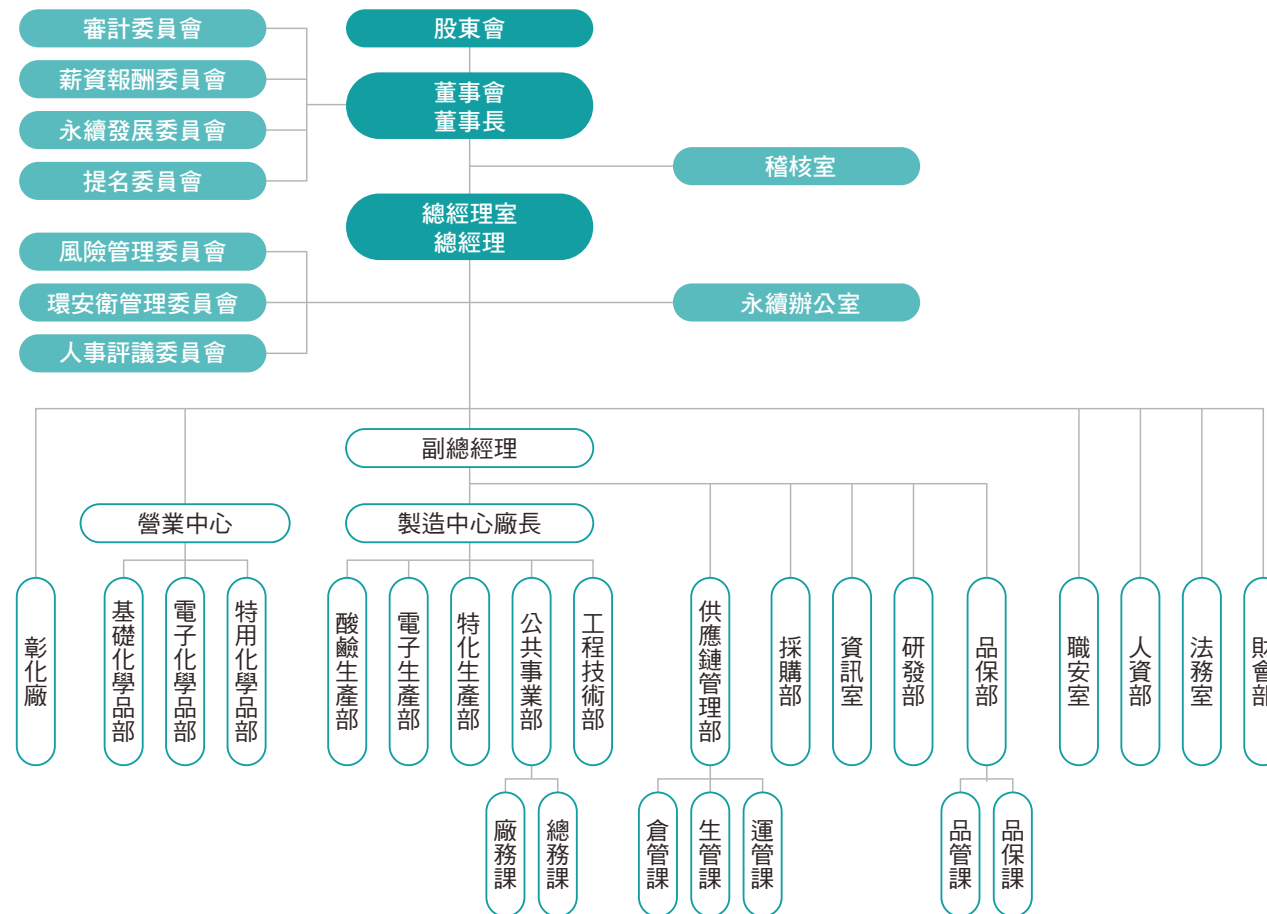 審計委員會
薪資報酬委員會
永續發展委員會
提名委員會
股東會
董事會
董事長
稽核室
總經理室
總經理
風險管理委員會
環安衛管理委員會
人事評議委員會
永續辦公室
副總經理
營業中心
製造中心廠長
彰化廠
基礎化學品部
電子化學品部
特用化學品部
酸鹼生產部
電子生產部
特化生產部
公共事業部
工程技術部
供應鏈管理部
採購部
資訊室
研發部
品保部
職安室
人資部
法務室
財會部
廠務課
總務課
倉管課
生管課
運管課
品管課
品保課